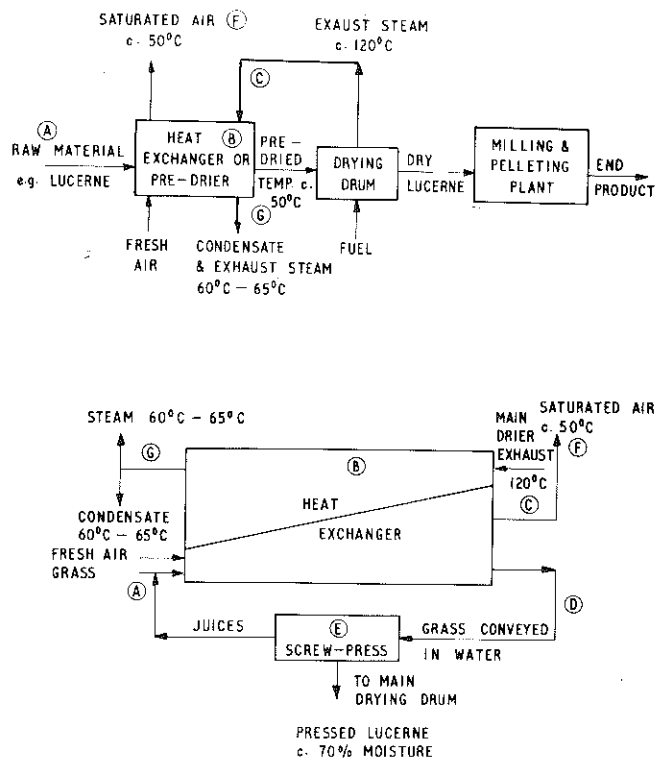 SATURATED AIR Ⓕ
c. 50°C
EXAUST STEAM
c. 120°C
Ⓒ
Ⓐ
RAW MATERIAL
e.g. LUCERNE
HEAT Ⓑ
EXCHANGER OR
PRE-DRIER
PRE-
DRIED
TEMP. c.
50°C
DRYING
DRUM
DRY
LUCERNE
MILLING &
PELLETING
PLANT
END
PRODUCT
FRESH
AIR
Ⓖ
CONDENSATE
& EXHAUST STEAM
60°C – 65°C
FUEL
STEAM 60°C – 65°C
Ⓖ
CONDENSATE
60°C – 65°C
FRESH AIR
GRASS
Ⓐ
Ⓑ
HEAT
EXCHANGER
MAIN
DRIER
EXHAUST
120°C
Ⓒ
SATURATED AIR
c. 50°C
Ⓕ
Ⓓ
JUICES
Ⓔ
SCREW-PRESS
GRASS CONVEYED
IN WATER
TO MAIN
DRYING DRUM
PRESSED LUCERNE
c. 70% MOISTURE